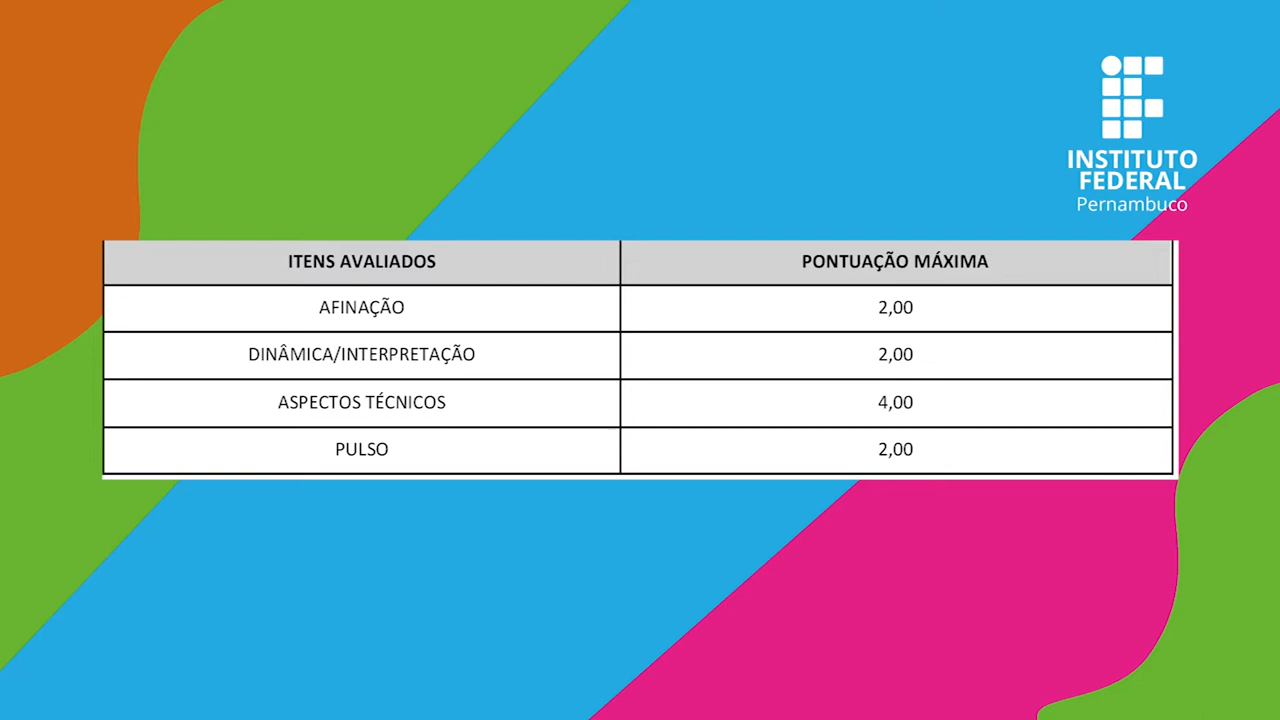 INSTITUTO
FEDERAL
Pernambuco
ITENS AVALIADOS PONTUAÇÃO MÁXIMA
AFINAÇÃO 2,00
DINÂMICA/INTERPRETAÇÃO 2,00
ASPECTOS TÉCNICOS 4,00
PULSO 2,00